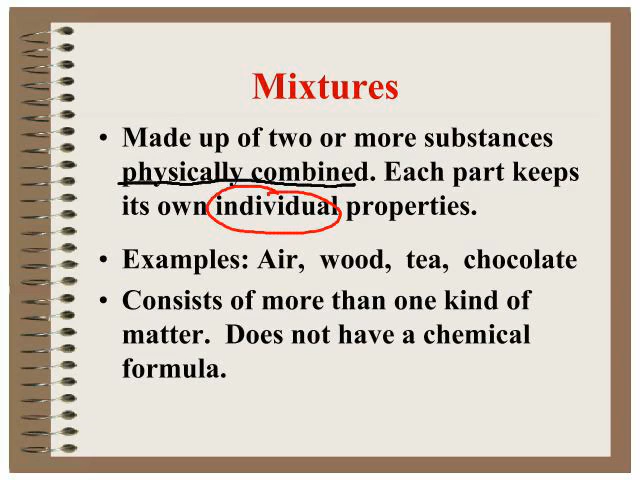 Mixtures
• Made up of two or more substances
physically combined. Each part keeps
its own individual properties.
• Examples: Air, wood, tea, chocolate
• Consists of more than one kind of
matter. Does not have a chemical
formula.